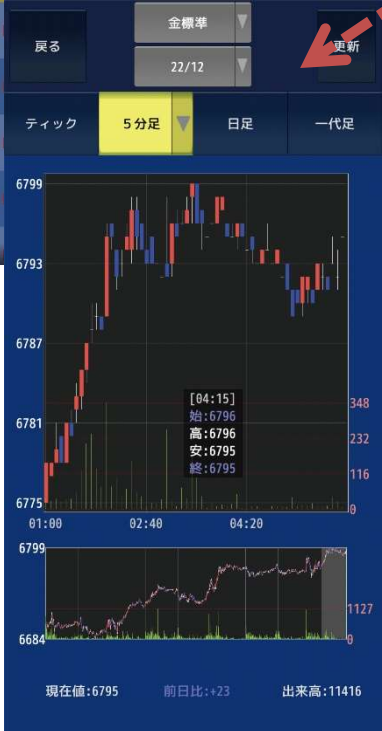 金標準
戻る
更新
22/12
ティック
5分足
日足
一代足
6799
6793
6787
6781
6775
348
232
116
0
[04:15]
始:6796
高:6796
安:6795
終:6795
01:00
02:40
04:20
6799
6684
1127
0
現在値:6795
前日比:+23
出来高:11416